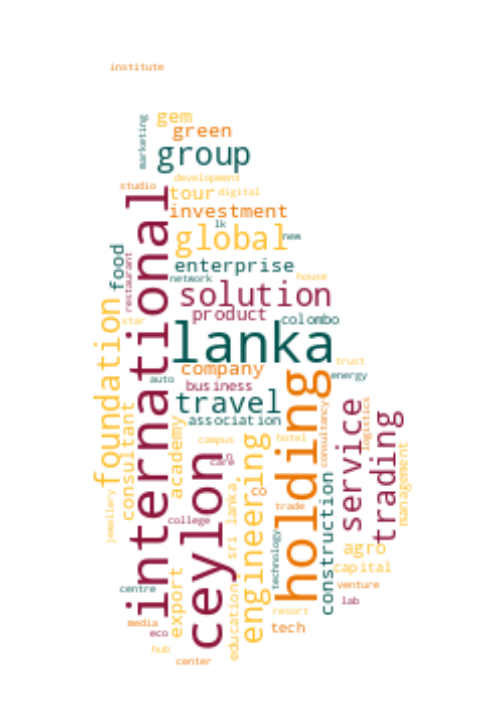 institute
gem
marketing
green
group
development
studio
tour
digital
investment
lk
global
new
food
restaurant
international
enterprise
network
house
solution
product
colombo
star
lanka
foundation
company
trust
auto
business
energy
travel
association
consultant
academy
campus
hotel
consultancy
service
logistics
trading
management
ceylon
care
n
engineering
holding
co
jewellery
college
sri lanka
trade
construction
technology
agro
capital
centre
export
education
resort
venture
lab
media
eco
tech
hub
center